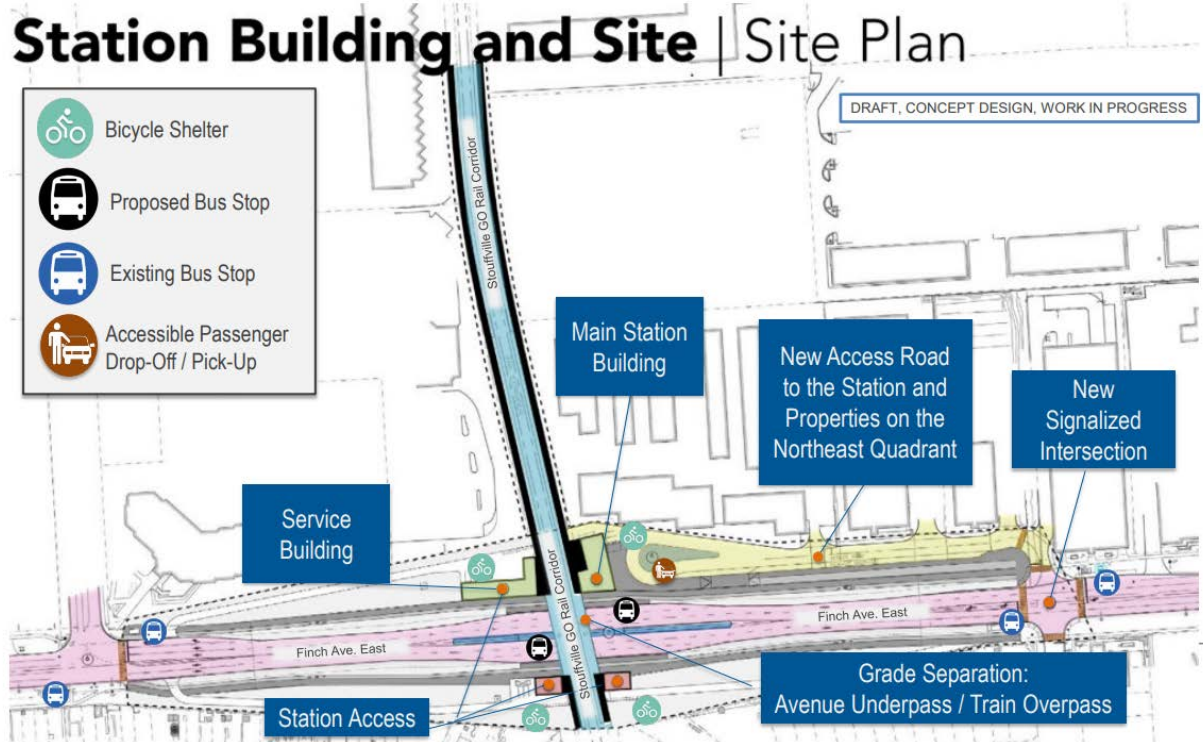 Station Building and Site | Site Plan
DRAFT, CONCEPT DESIGN, WORK IN PROGRESS
Bicycle Shelter
Proposed Bus Stop
Existing Bus Stop
Accessible Passenger
Drop-Off / Pick-Up
Stouffville GO Rail Corridor
Main Station
Building
New Access Road
to the Station and
Properties on the
Northeast Quadrant
New
Signalized
Intersection
Service
Building
Stouffville GO Rail Corridor
Finch Ave. East
Finch Ave. East
Station Access
Grade Separation:
Avenue Underpass / Train Overpass